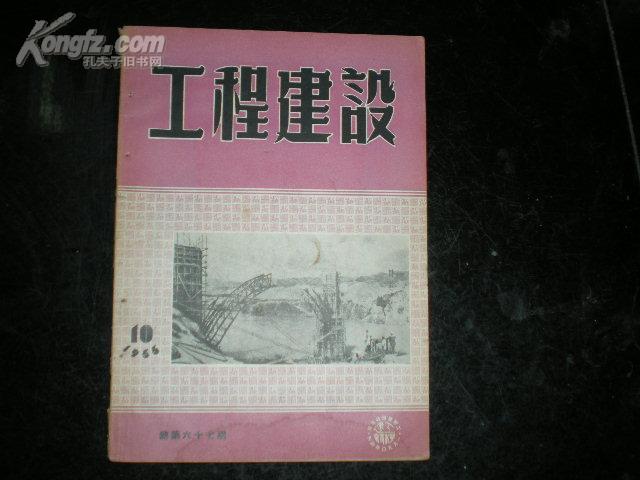 Kongfz.com
孔夫子旧书网
工程建設
10
195
總第六十七期